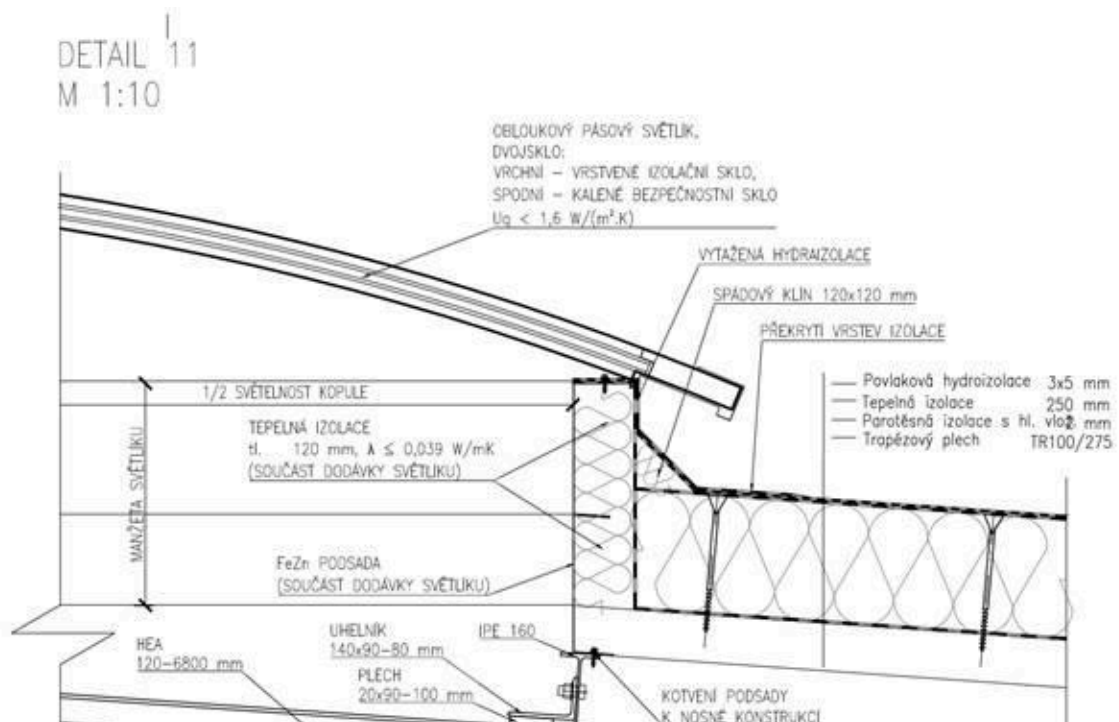 DETAIL 11
M 1:10
OBLOUKOVÝ PÁSOVÝ SVĚTLÍK,
DVOJSKLO:
VRCHNÍ – VRSTVENÉ IZOLAČNÍ SKLO,
SPODNÍ – KALENÉ BEZPEČNOSTNÍ SKLO
Ug < 1,6 W/(m².K)
VYTAŽENÁ HYDRAIZOLACE
SPÁDOVÝ KLÍN 120x120 mm
PŘEKRYTÍ VRSTEV IZOLACE
Povlaková hydroizolace 3x5 mm
Tepelná izolace 250 mm
Parotěsná izolace s hl. vlož. mm
Trapézový plech TR100/275
1/2 SVĚTELNOST KOPULE
TEPELNÁ IZOLACE
tl. 120 mm, λ ≤ 0,039 W/mK
(SOUČÁST DODÁVKY SVĚTLÍKU)
MANŽETA SVĚTLÍKU
FeZn PODSADA
(SOUČÁST DODÁVKY SVĚTLÍKU)
HEA
120–6800 mm
UHELNÍK
140x90–80 mm
PLECH
20x90–100 mm
IPE 160
KOTVENÍ PODSADY
K NOSNÉ KONSTRUKCI